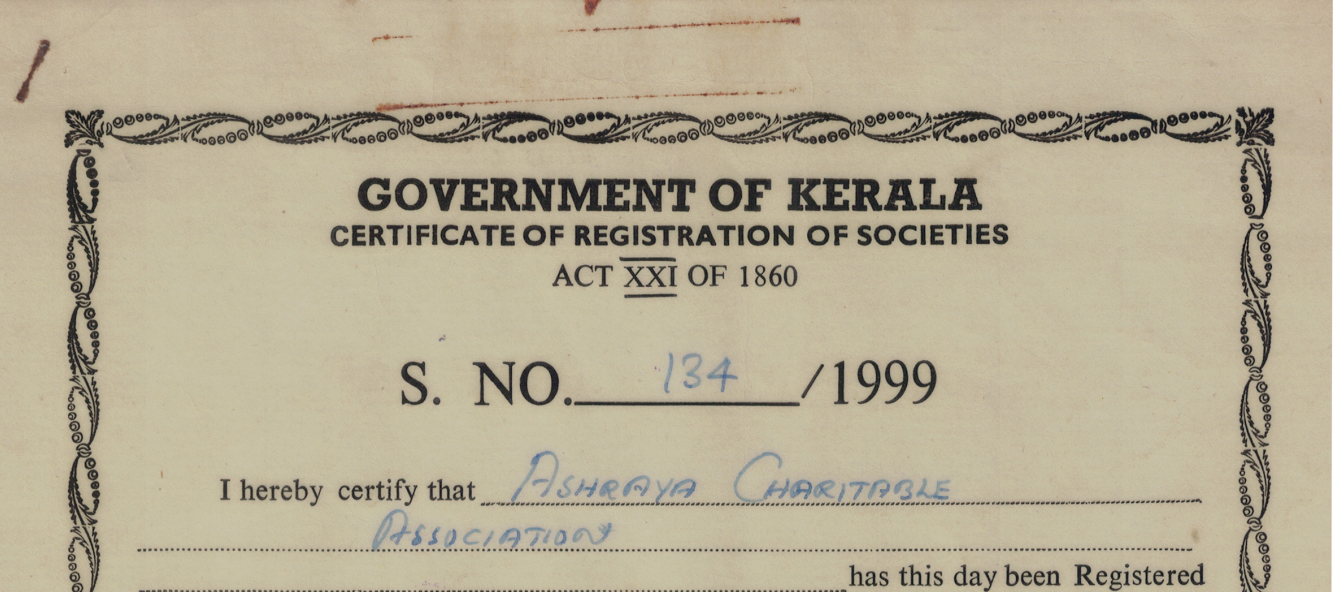 GOVERNMENT OF KERALA
CERTIFICATE OF REGISTRATION OF SOCIETIES
ACT XXI OF 1860
S. NO. 134 /1999
I hereby certify that ASHRAYA CHARITABLE
ASSOCIATION
has this day been Registered